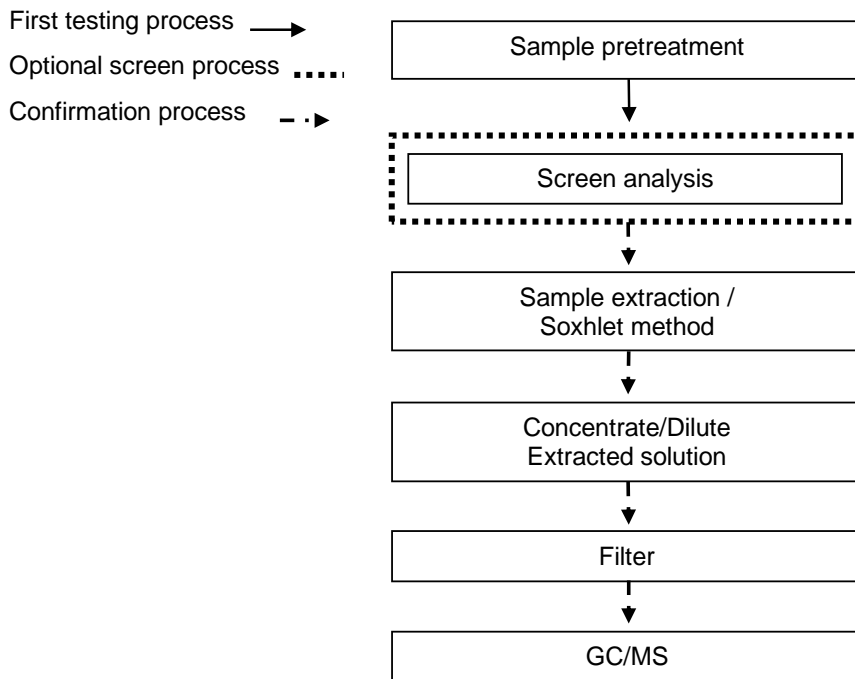 First testing process
Optional screen process
Confirmation process
Sample pretreatment
Screen analysis
Sample extraction /
Soxhlet method
Concentrate/Dilute
Extracted solution
Filter
GC/MS